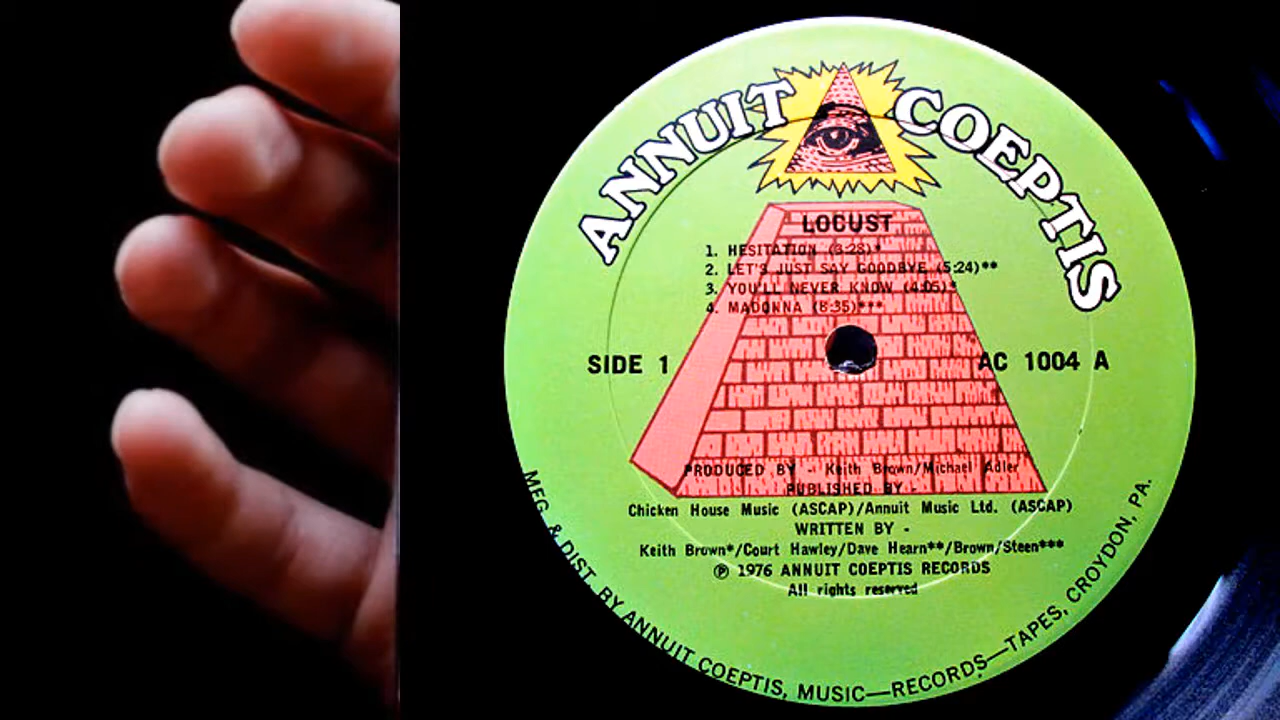 ANNUIT COEPTIS
LOCUST
1. HESITATION (3:28)*
2. LET'S JUST SAY GOODBYE (5:24)**
3. YOU'LL NEVER KNOW (4:05)*
4. MADONNA (8:35)***
SIDE 1
AC 1004 A
PRODUCED BY - Keith Brown/Michael Adler
PUBLISHED BY -
Chicken House Music (ASCAP)/Annuit Music Ltd. (ASCAP)
WRITTEN BY -
Keith Brown*/Court Hawley/Dave Hearn**/Brown/Steen***
℗ 1976 ANNUIT COEPTIS RECORDS
All rights reserved
MFG. & DIST. BY ANNUIT COEPTIS, MUSIC—RECORDS—TAPES, CROYDON, PA.